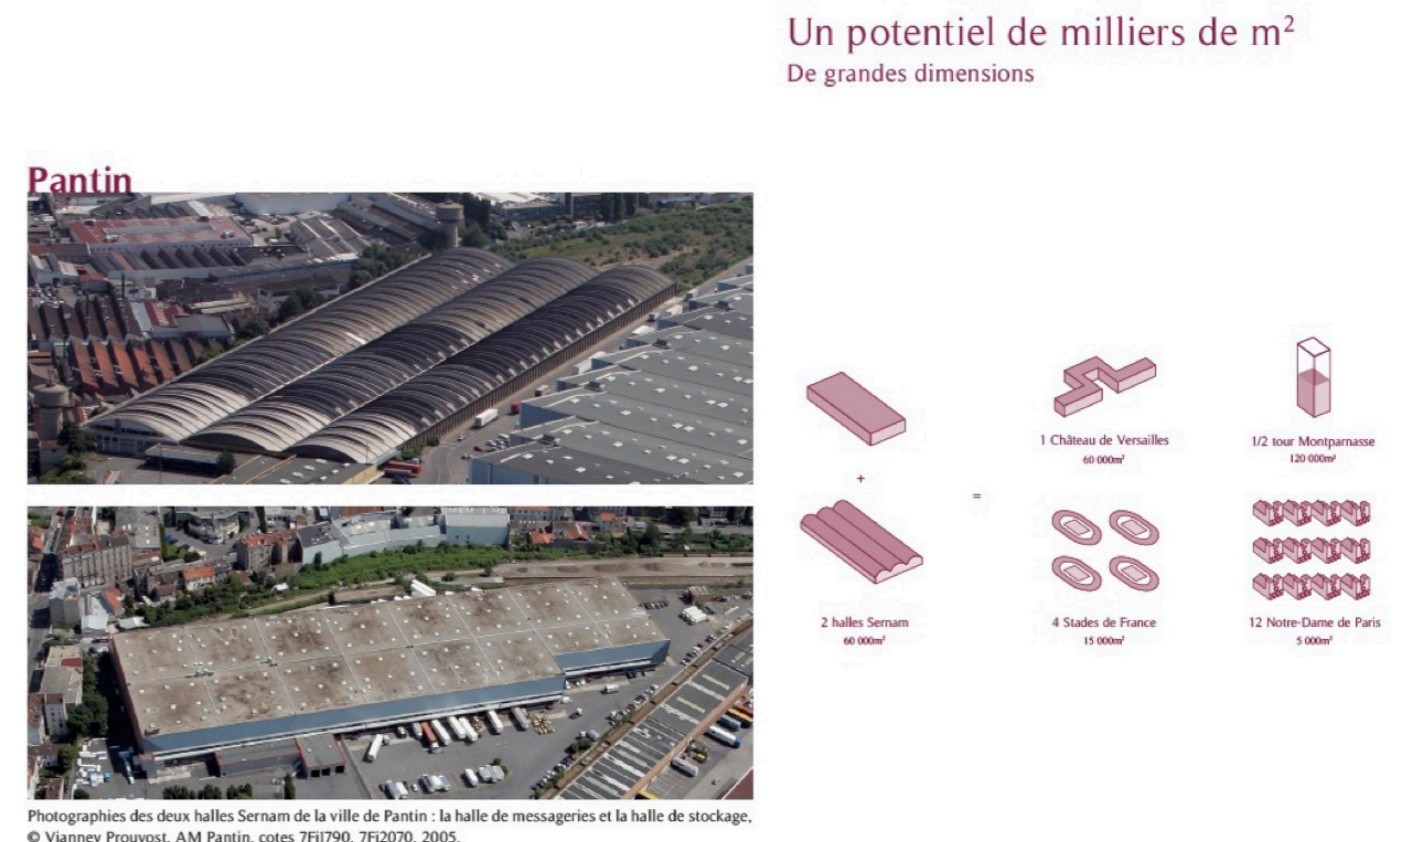 Un potentiel de milliers de m²
De grandes dimensions
Pantin
Photographies des deux halles Sernam de la ville de Pantin : la halle de messageries et la halle de stockage,
© Vianney Prouvost, AM Pantin, cotes 7Fi1790, 7Fi2070, 2005.
+
2 halles Sernam
60 000m²
=
1 Château de Versailles
60 000m²
1/2 tour Montparnasse
120 000m²
4 Stades de France
15 000m²
12 Notre-Dame de Paris
5 000m²